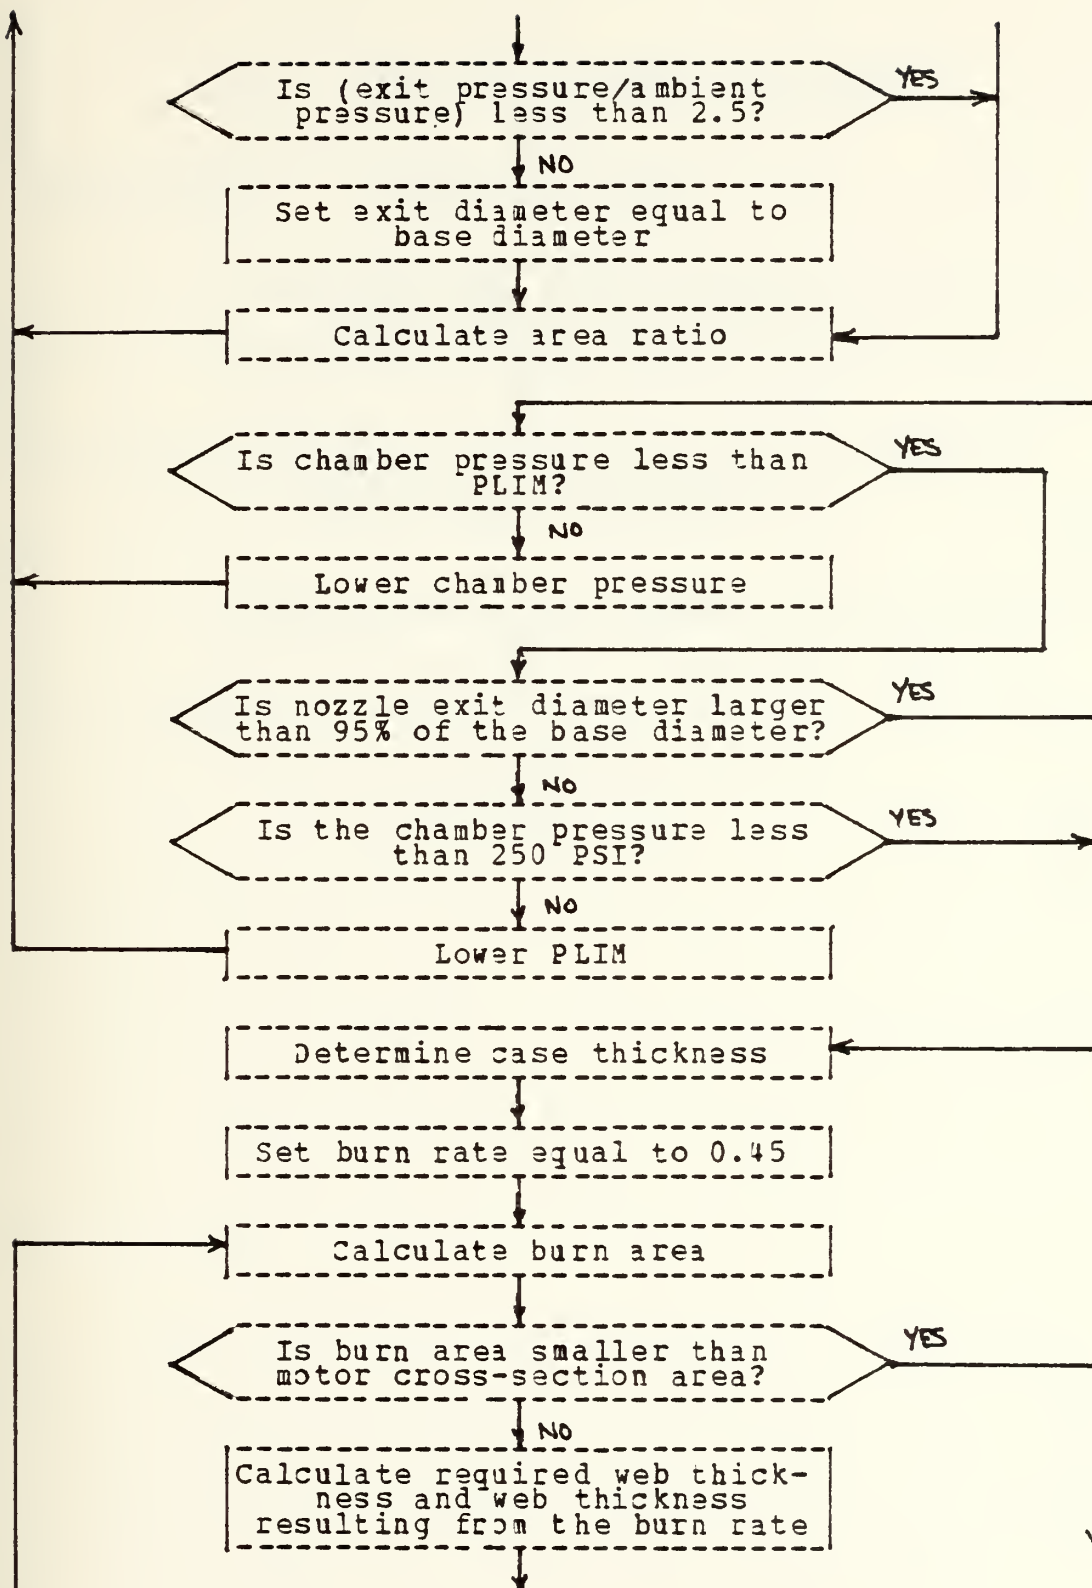 Is (exit pressure/ambient
pressure) less than 2.5?
YES
NO
Set exit diameter equal to
base diameter
Calculate area ratio
Is chamber pressure less than
PLIM?
YES
NO
Lower chamber pressure
Is nozzle exit diameter larger
than 95% of the base diameter?
YES
NO
Is the chamber pressure less
than 250 PSI?
YES
NO
Lower PLIM
Determine case thickness
Set burn rate equal to 0.45
Calculate burn area
Is burn area smaller than
motor cross-section area?
YES
NO
Calculate required web thick-
ness and web thickness
resulting from the burn rate